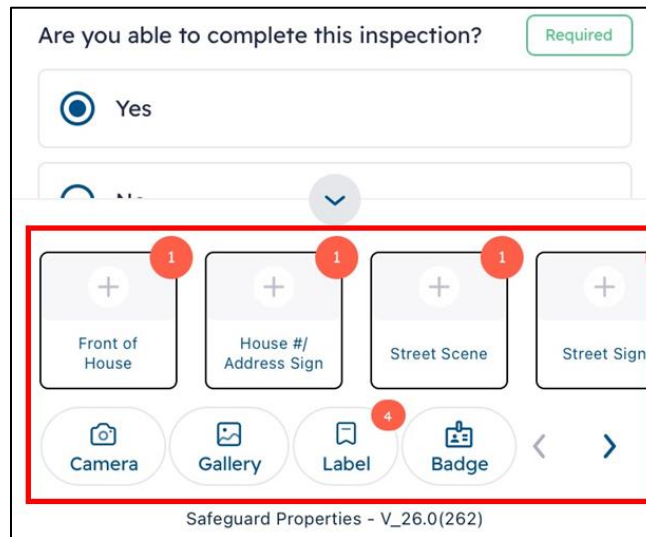 Are you able to complete this inspection? Required
Yes
1 1 1
Front of House
House #/ Address Sign
Street Scene
Street Sign
4
Camera Gallery Label Badge
Safeguard Properties - V_26.0(262)